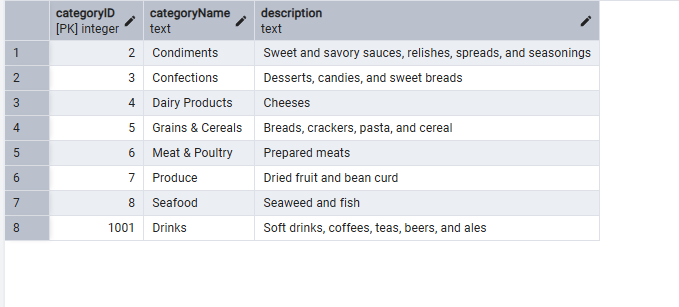 categoryID categoryName description
[PK] integer text text
1 2 Condiments Sweet and savory sauces, relishes, spreads, and seasonings
2 3 Confections Desserts, candies, and sweet breads
3 4 Dairy Products Cheeses
4 5 Grains & Cereals Breads, crackers, pasta, and cereal
5 6 Meat & Poultry Prepared meats
6 7 Produce Dried fruit and bean curd
7 8 Seafood Seaweed and fish
8 1001 Drinks Soft drinks, coffees, teas, beers, and ales